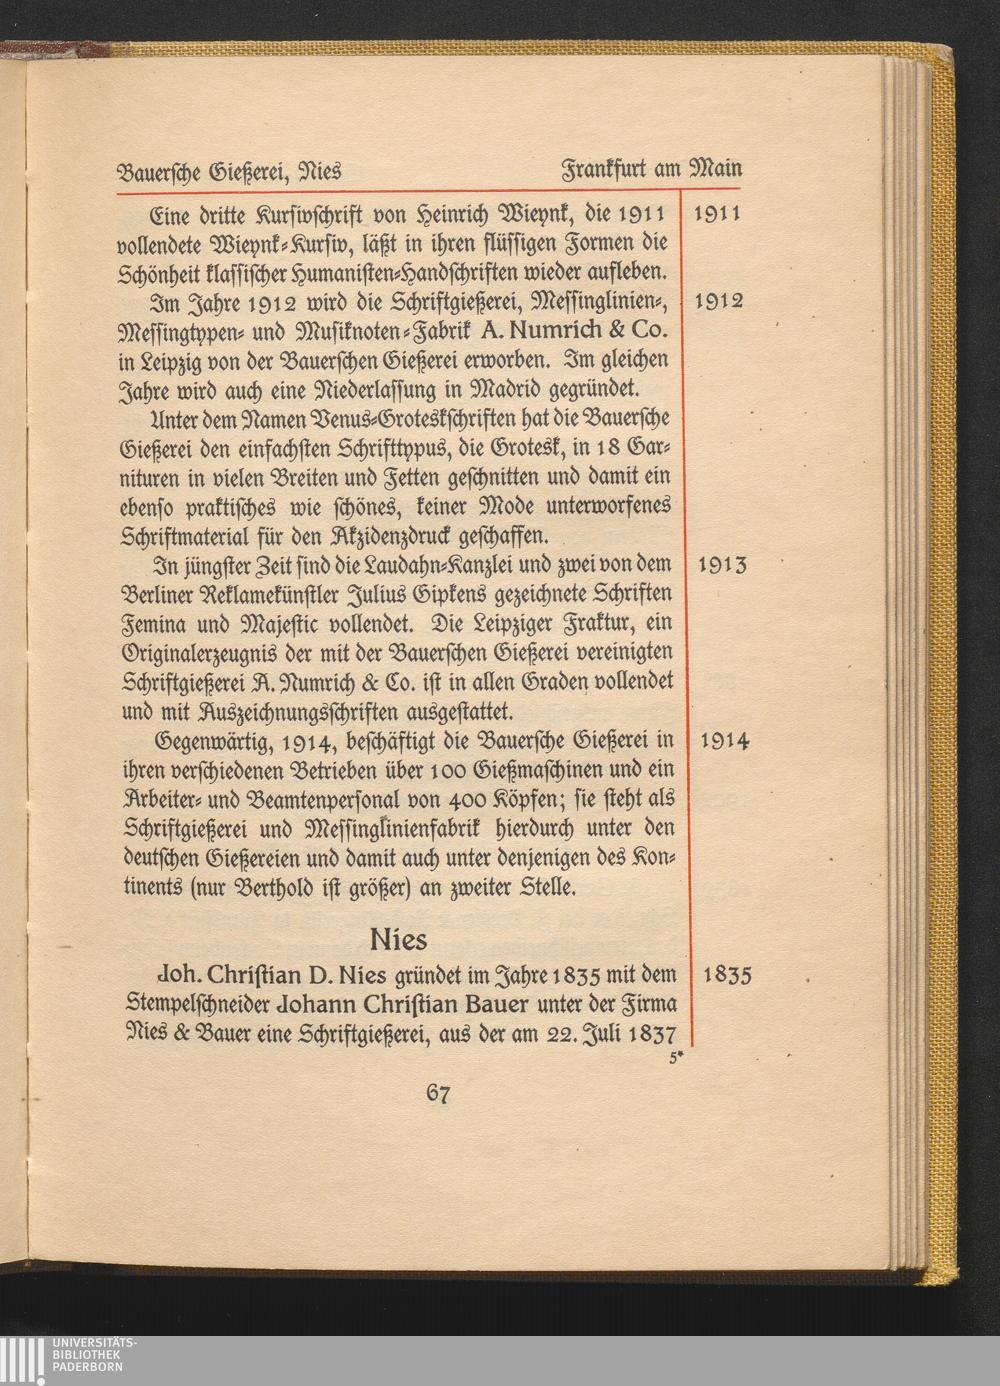 Bauersche Gießerei, Nies Frankfurt am Main
Eine dritte Kursivschrift von Heinrich Wieynk, die 1911 1911
vollendete Wieynk-Kursiv, läßt in ihren flüssigen Formen die
Schönheit klassischer Humanisten-Handschriften wieder aufleben.
Im Jahre 1912 wird die Schriftgießerei, Messinglinien-, 1912
Messingtypen- und Musiknoten-Fabrik A. Numrich & Co.
in Leipzig von der Bauerschen Gießerei erworben. Im gleichen
Jahre wird auch eine Niederlassung in Madrid gegründet.
Unter dem Namen Venus-Groteskschriften hat die Bauersche
Gießerei den einfachsten Schrifttypus, die Grotesk, in 18 Gar-
nituren in vielen Breiten und Fetten geschnitten und damit ein
ebenso praktisches wie schönes, keiner Mode unterworfenes
Schriftmaterial für den Akzidenzdruck geschaffen.
In jüngster Zeit sind die Laudahn-Kanzlei und zwei von dem 1913
Berliner Reklamekünstler Julius Gipkens gezeichnete Schriften
Femina und Majestic vollendet. Die Leipziger Fraktur, ein
Originalerzeugnis der mit der Bauerschen Gießerei vereinigten
Schriftgießerei A. Numrich & Co. ist in allen Graden vollendet
und mit Auszeichnungsschriften ausgestattet.
Gegenwärtig, 1914, beschäftigt die Bauersche Gießerei in 1914
ihren verschiedenen Betrieben über 100 Gießmaschinen und ein
Arbeiter- und Beamtenpersonal von 400 Köpfen; sie steht als
Schriftgießerei und Messinglinienfabrik hierdurch unter den
deutschen Gießereien und damit auch unter denjenigen des Kon-
tinents (nur Berthold ist größer) an zweiter Stelle.
Nies
Joh. Christian D. Nies gründet im Jahre 1835 mit dem 1835
Stempelschneider Johann Christian Bauer unter der Firma
Nies & Bauer eine Schriftgießerei, aus der am 22. Juli 1837
5*
67
UNIVERSITÄTS-
BIBLIOTHEK
PADERBORN